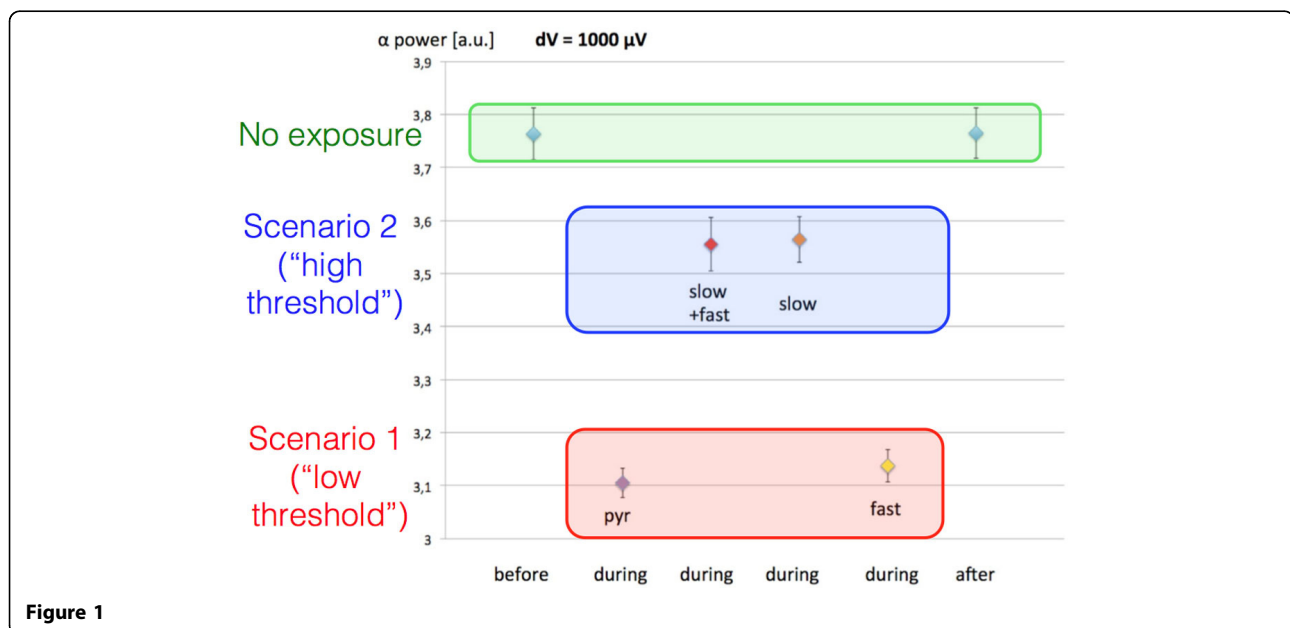 α power [a.u.] dV = 1000 µV
3,9
3,8
No exposure
3,7
3,6
Scenario 2
("high
threshold")
3,5
slow
+fast
slow
3,4
3,3
3,2
Scenario 1
("low
threshold")
3,1
pyr
fast
3
before during during during during after
Figure 1